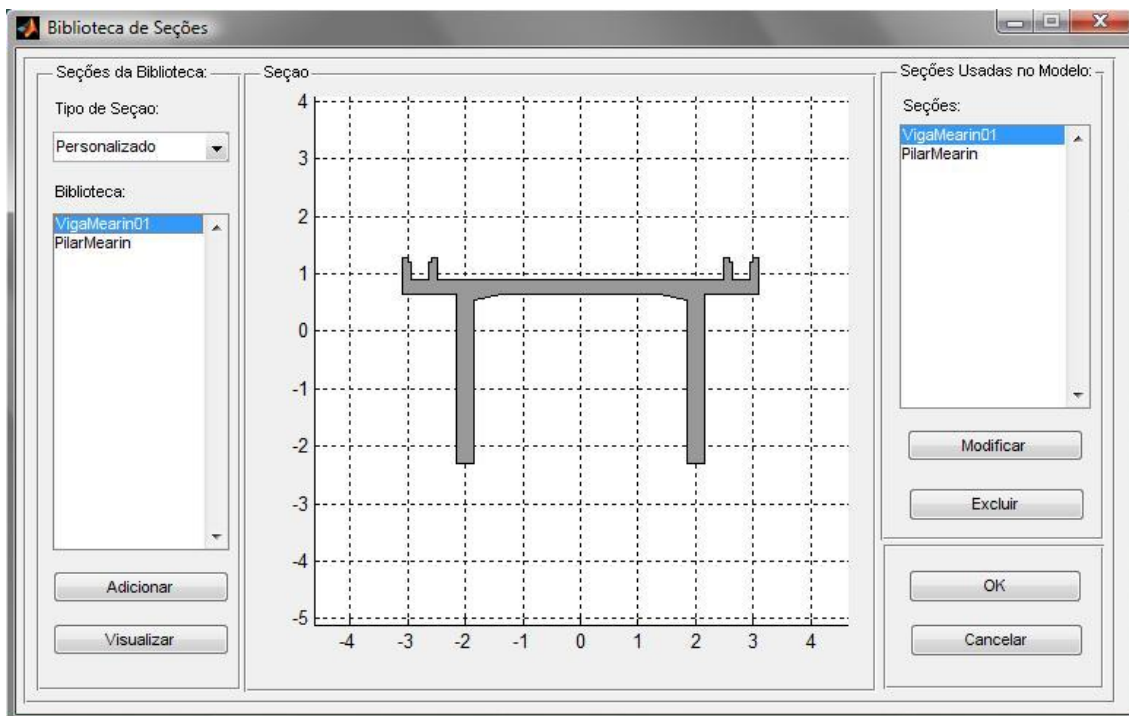 Biblioteca de Seções
Seções da Biblioteca:
Tipo de Seçao:
Personalizado
Biblioteca:
VigaMearin01
PilarMearin
Adicionar
Visualizar
Seçao
4
3
2
1
0
-1
-2
-3
-4
-5
-4 -3 -2 -1 0 1 2 3 4
Seções Usadas no Modelo:
Seções:
VigaMearin01
PilarMearin
Modificar
Excluir
OK
Cancelar